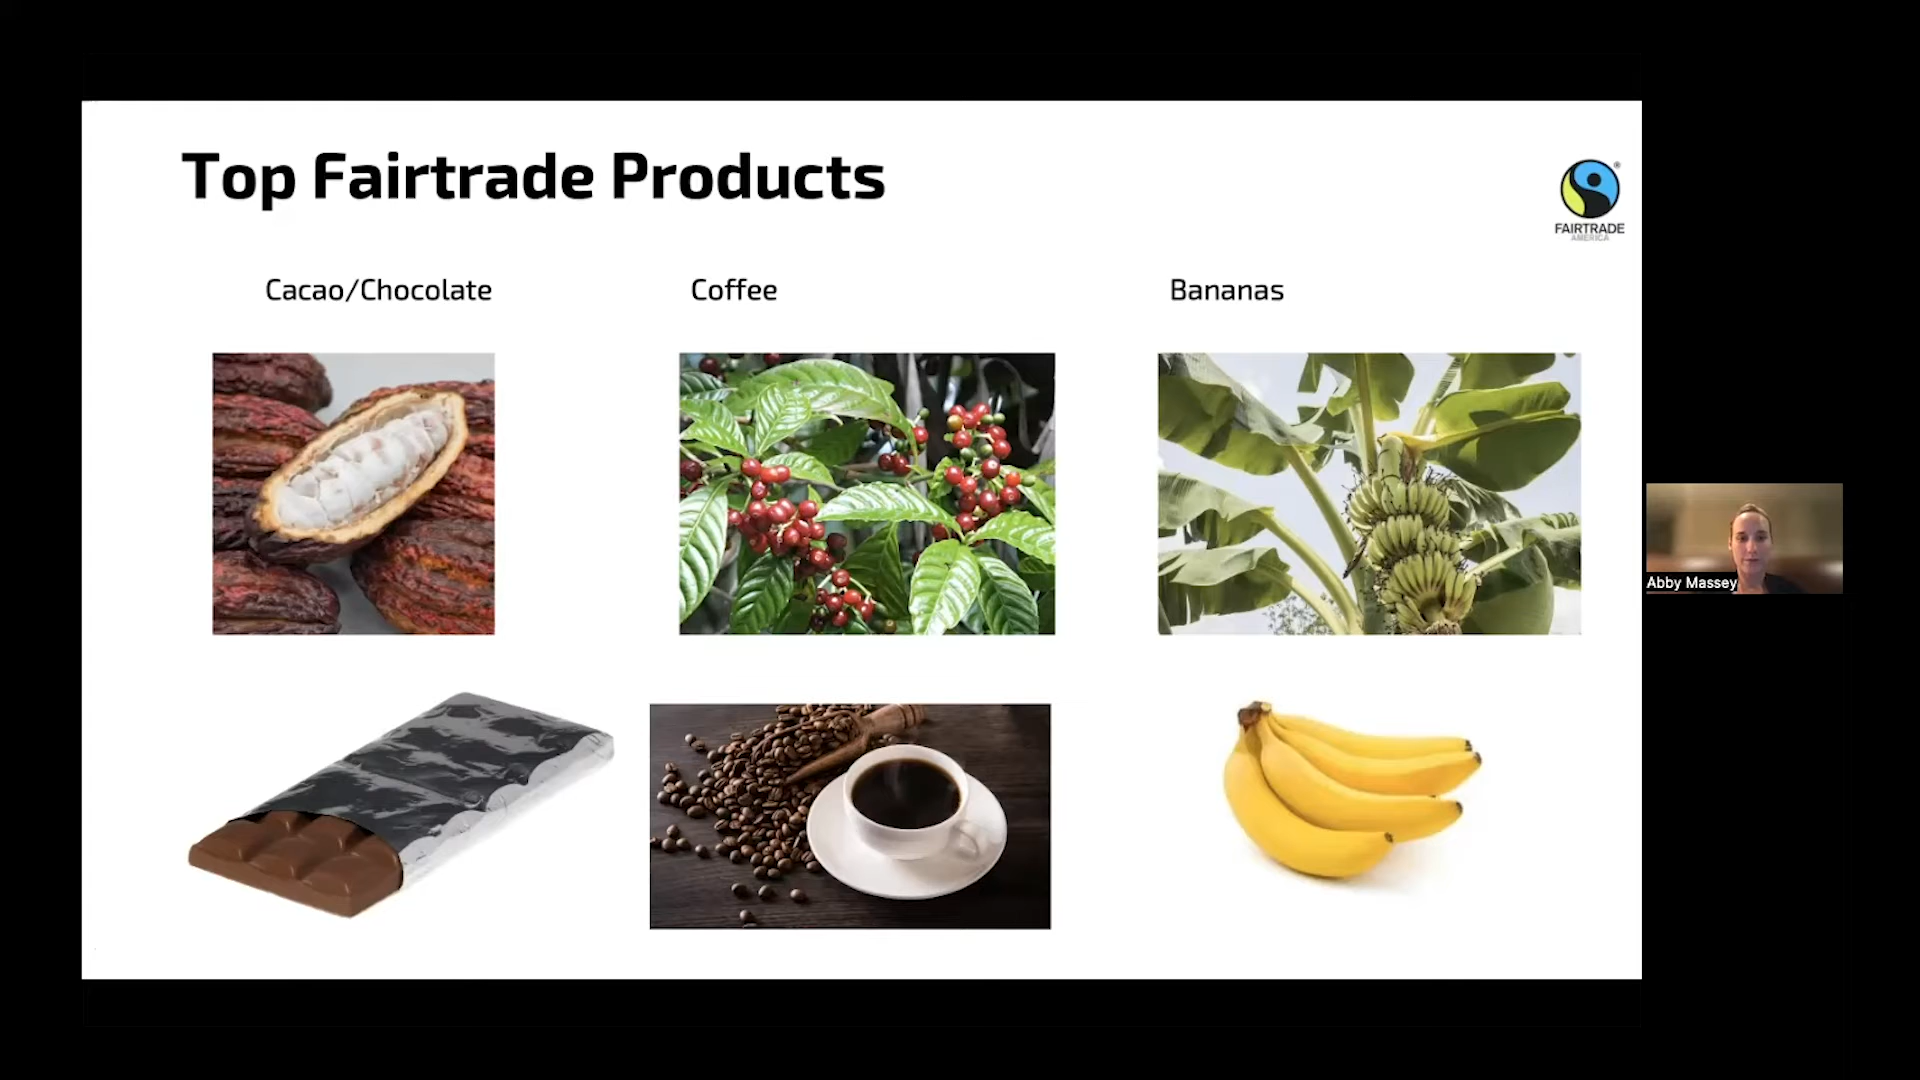 Top Fairtrade Products
FAIRTRADE
AMERICA
Cacao/Chocolate
Coffee
Bananas
Abby Massey